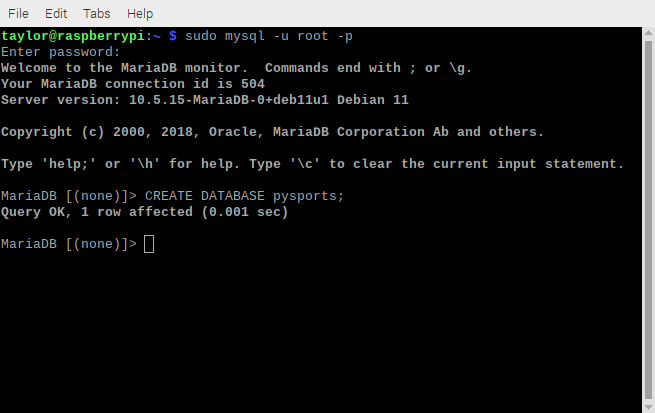 File Edit Tabs Help
taylor@raspberrypi:~ $ sudo mysql -u root -p
Enter password:
Welcome to the MariaDB monitor.  Commands end with ; or \g.
Your MariaDB connection id is 504
Server version: 10.5.15-MariaDB-0+deb11u1 Debian 11
Copyright (c) 2000, 2018, Oracle, MariaDB Corporation Ab and others.
Type 'help;' or '\h' for help. Type '\c' to clear the current input statement.
MariaDB [(none)]> CREATE DATABASE pysports;
Query OK, 1 row affected (0.001 sec)
MariaDB [(none)]>